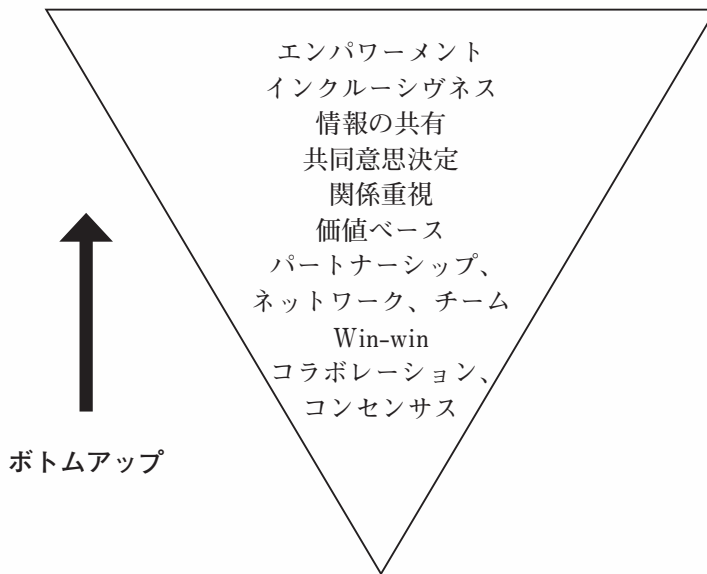 エンパワーメント
インクルーシヴネス
情報の共有
共同意思決定
関係重視
価値ベース
パートナーシップ、
ネットワーク、チーム
Win-win
コラボレーション、
コンセンサス
ボトムアップ